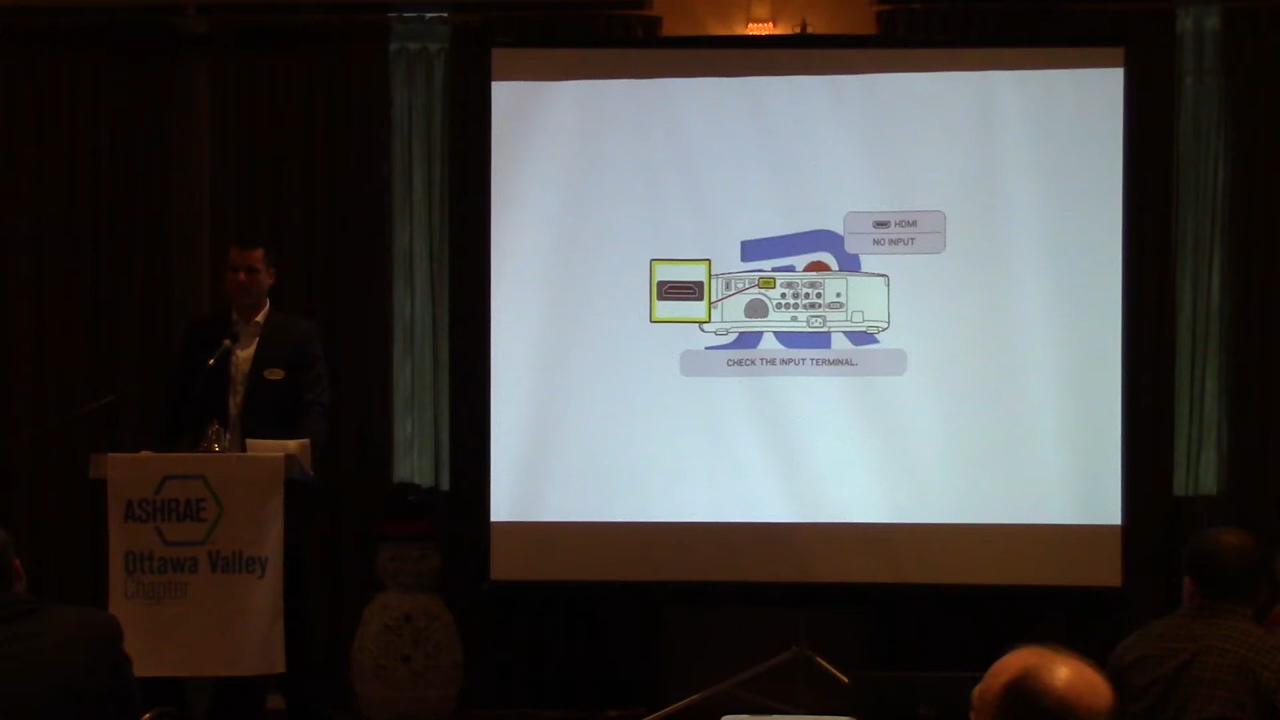 HDMI
NO INPUT
CHECK THE INPUT TERMINAL.
ASHRAE
Ottawa Valley
Chapter